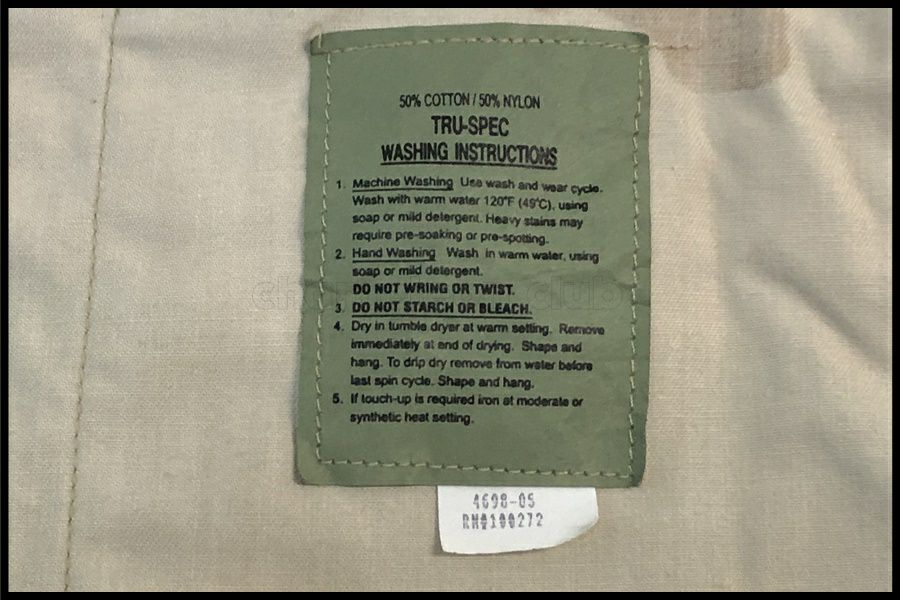 50% COTTON / 50% NYLON
TRU-SPEC
WASHING INSTRUCTIONS
1. Machine Washing Use wash and wear cycle.
Wash with warm water 120°F (49°C), using
soap or mild detergent. Heavy stains may
require pre-soaking or pre-spotting.
2. Hand Washing Wash in warm water, using
soap or mild detergent.
DO NOT WRING OR TWIST.
3. DO NOT STARCH OR BLEACH.
4. Dry in tumble dryer at warm setting. Remove
immediately at end of drying. Shape and
hang. To drip dry remove from water before
last spin cycle. Shape and hang.
5. If touch-up is required iron at moderate or
synthetic heat setting.
4698-05